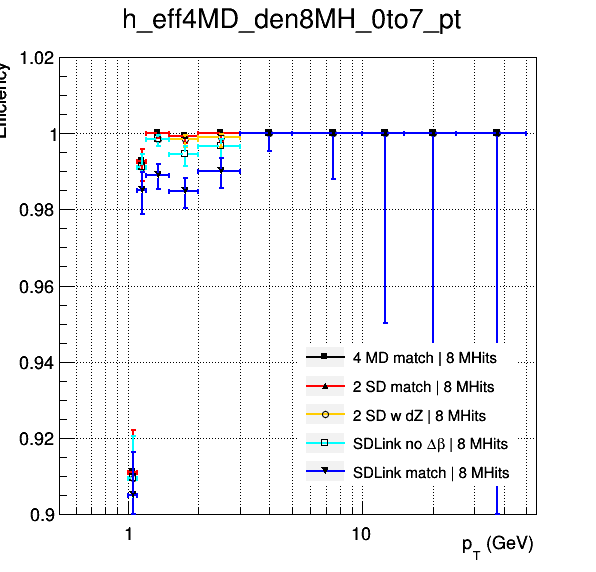 h_eff4MD_den8MH_0to7_pt
Efficiency
1.02
1
0.98
0.96
0.94
0.92
0.9
4 MD match | 8 MHits
2 SD match | 8 MHits
2 SD w dZ | 8 MHits
SDLink no Δβ | 8 MHits
SDLink match | 8 MHits
1
10
p_T (GeV)